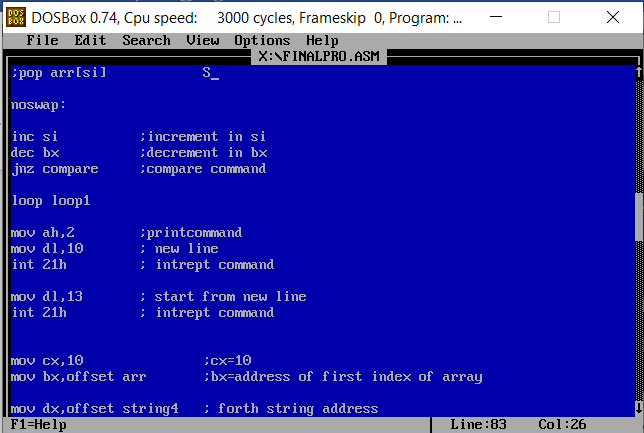 DOSBox 0.74, Cpu speed: 3000 cycles, Frameskip 0, Program: ...
File Edit Search View Options Help
X:\FINALPRO.ASM
;pop arr[si] S_
noswap:
inc si ;increment in si
dec bx ;decrement in bx
jnz compare ;compare command
loop loop1
mov ah,2 ;printcommand
mov dl,10 ; new line
int 21h ; intrept command
mov dl,13 ; start from new line
int 21h ; intrept command
mov cx,10 ;cx=10
mov bx,offset arr ;bx=address of first index of array
mov dx,offset string4 ; forth string address
F1=Help Line:83 Col:26